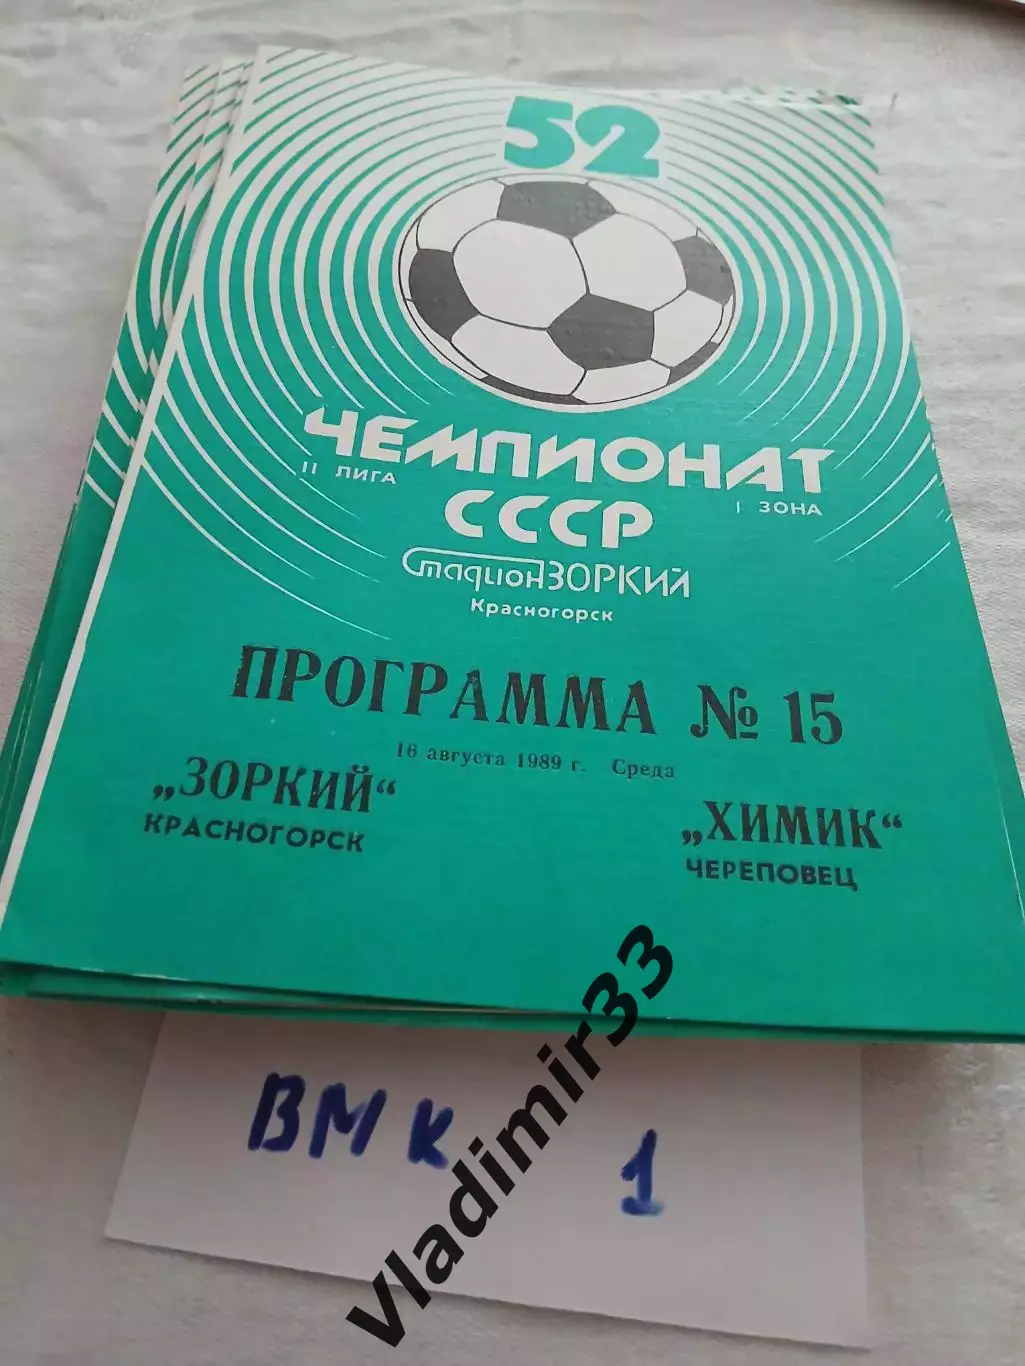 52
ЧЕМПИОНАТ
II ЛИГА
I ЗОНА
СССР
Стадион ЗОРКИЙ
Красногорск
ПРОГРАММА № 15
16 августа 1989 г. Среда
„ЗОРКИЙ“
КРАСНОГОРСК
„ХИМИК“
ЧЕРЕПОВЕЦ
ВМК 1
Vladimir33